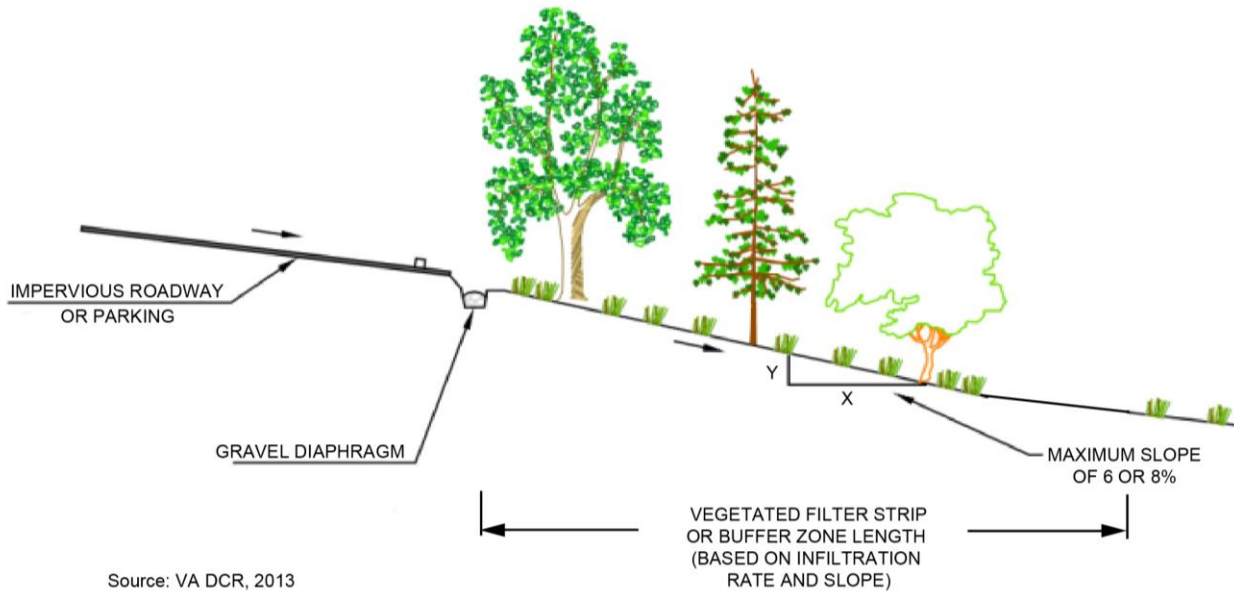 IMPERVIOUS ROADWAY
OR PARKING
GRAVEL DIAPHRAGM
Y
X
MAXIMUM SLOPE
OF 6 OR 8%
VEGETATED FILTER STRIP
OR BUFFER ZONE LENGTH
(BASED ON INFILTRATION
RATE AND SLOPE)
Source: VA DCR, 2013